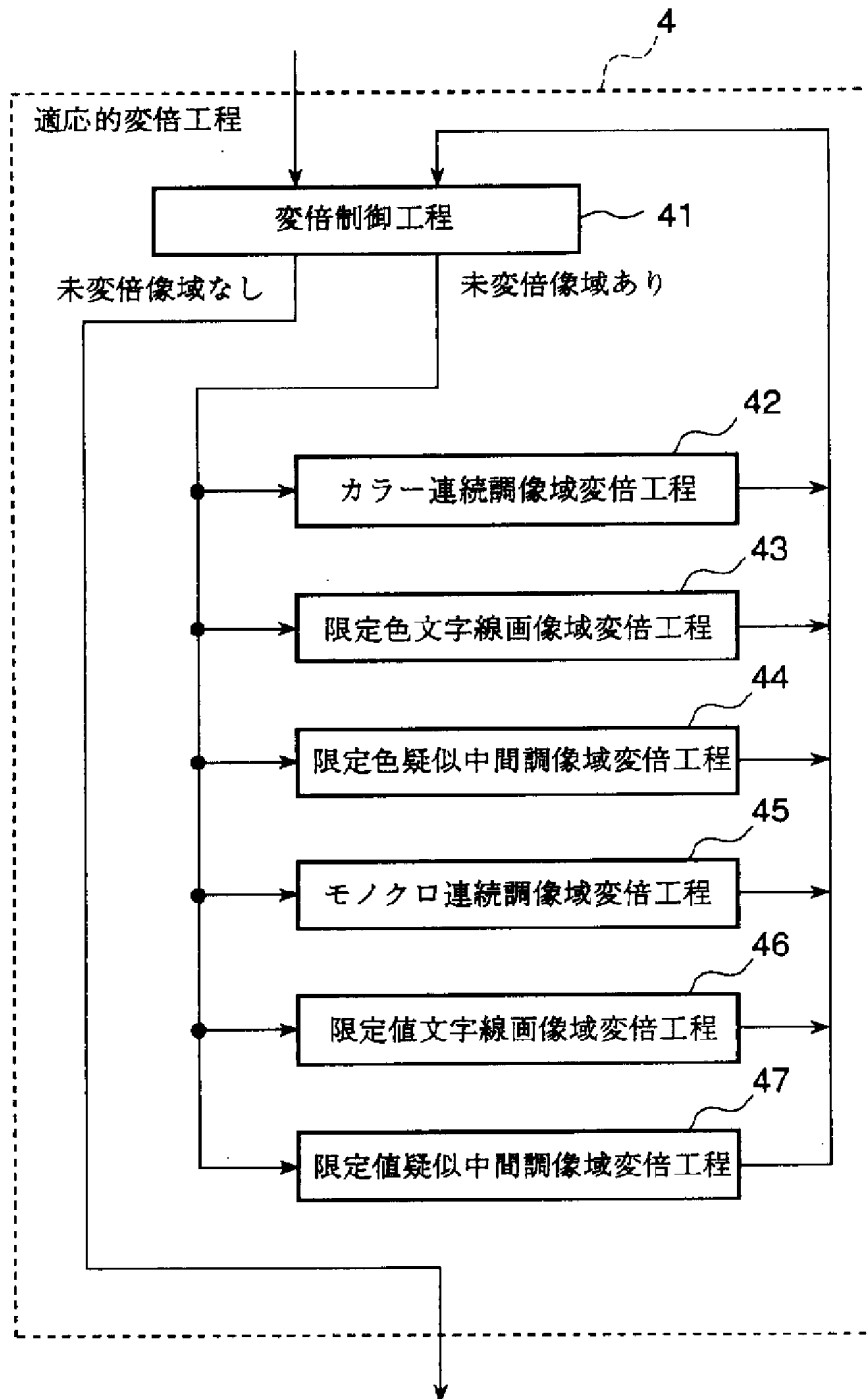 4
適応的変倍工程
変倍制御工程
41
未変倍像域なし
未変倍像域あり
42
カラー連続調像域変倍工程
43
限定色文字線画像域変倍工程
44
限定色疑似中間調像域変倍工程
45
モノクロ連続調像域変倍工程
46
限定値文字線画像域変倍工程
47
限定値疑似中間調像域変倍工程